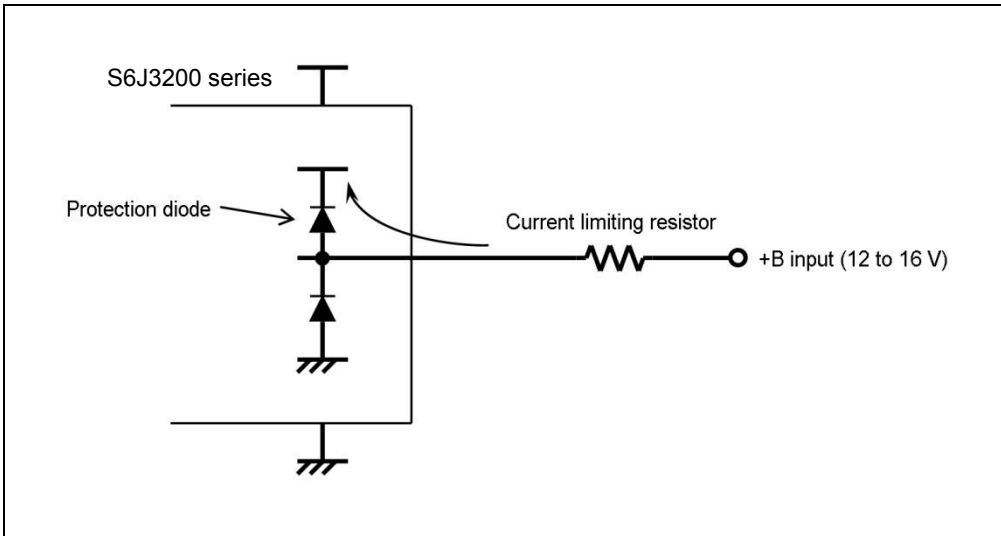 S6J3200 series
Protection diode
Current limiting resistor
+B input (12 to 16 V)